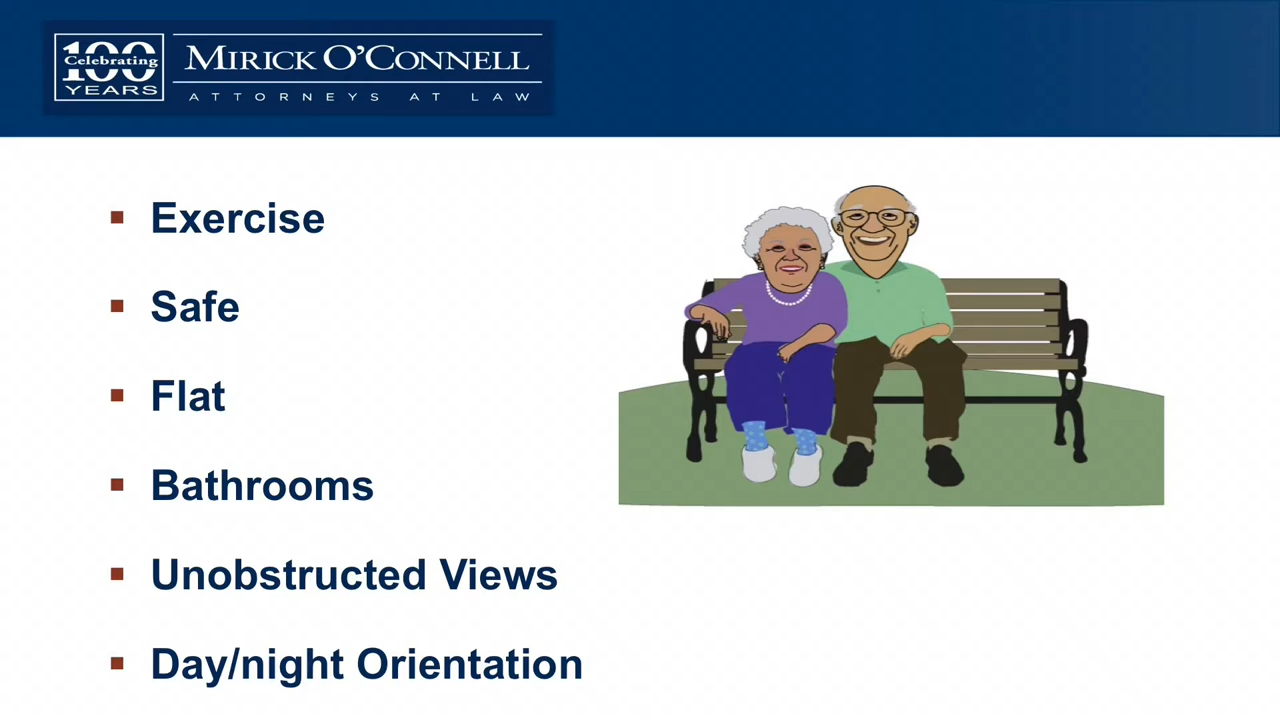 100
Celebrating
YEARS
MIRICK O'CONNELL
ATTORNEYS AT LAW
Exercise
Safe
Flat
Bathrooms
Unobstructed Views
Day/night Orientation